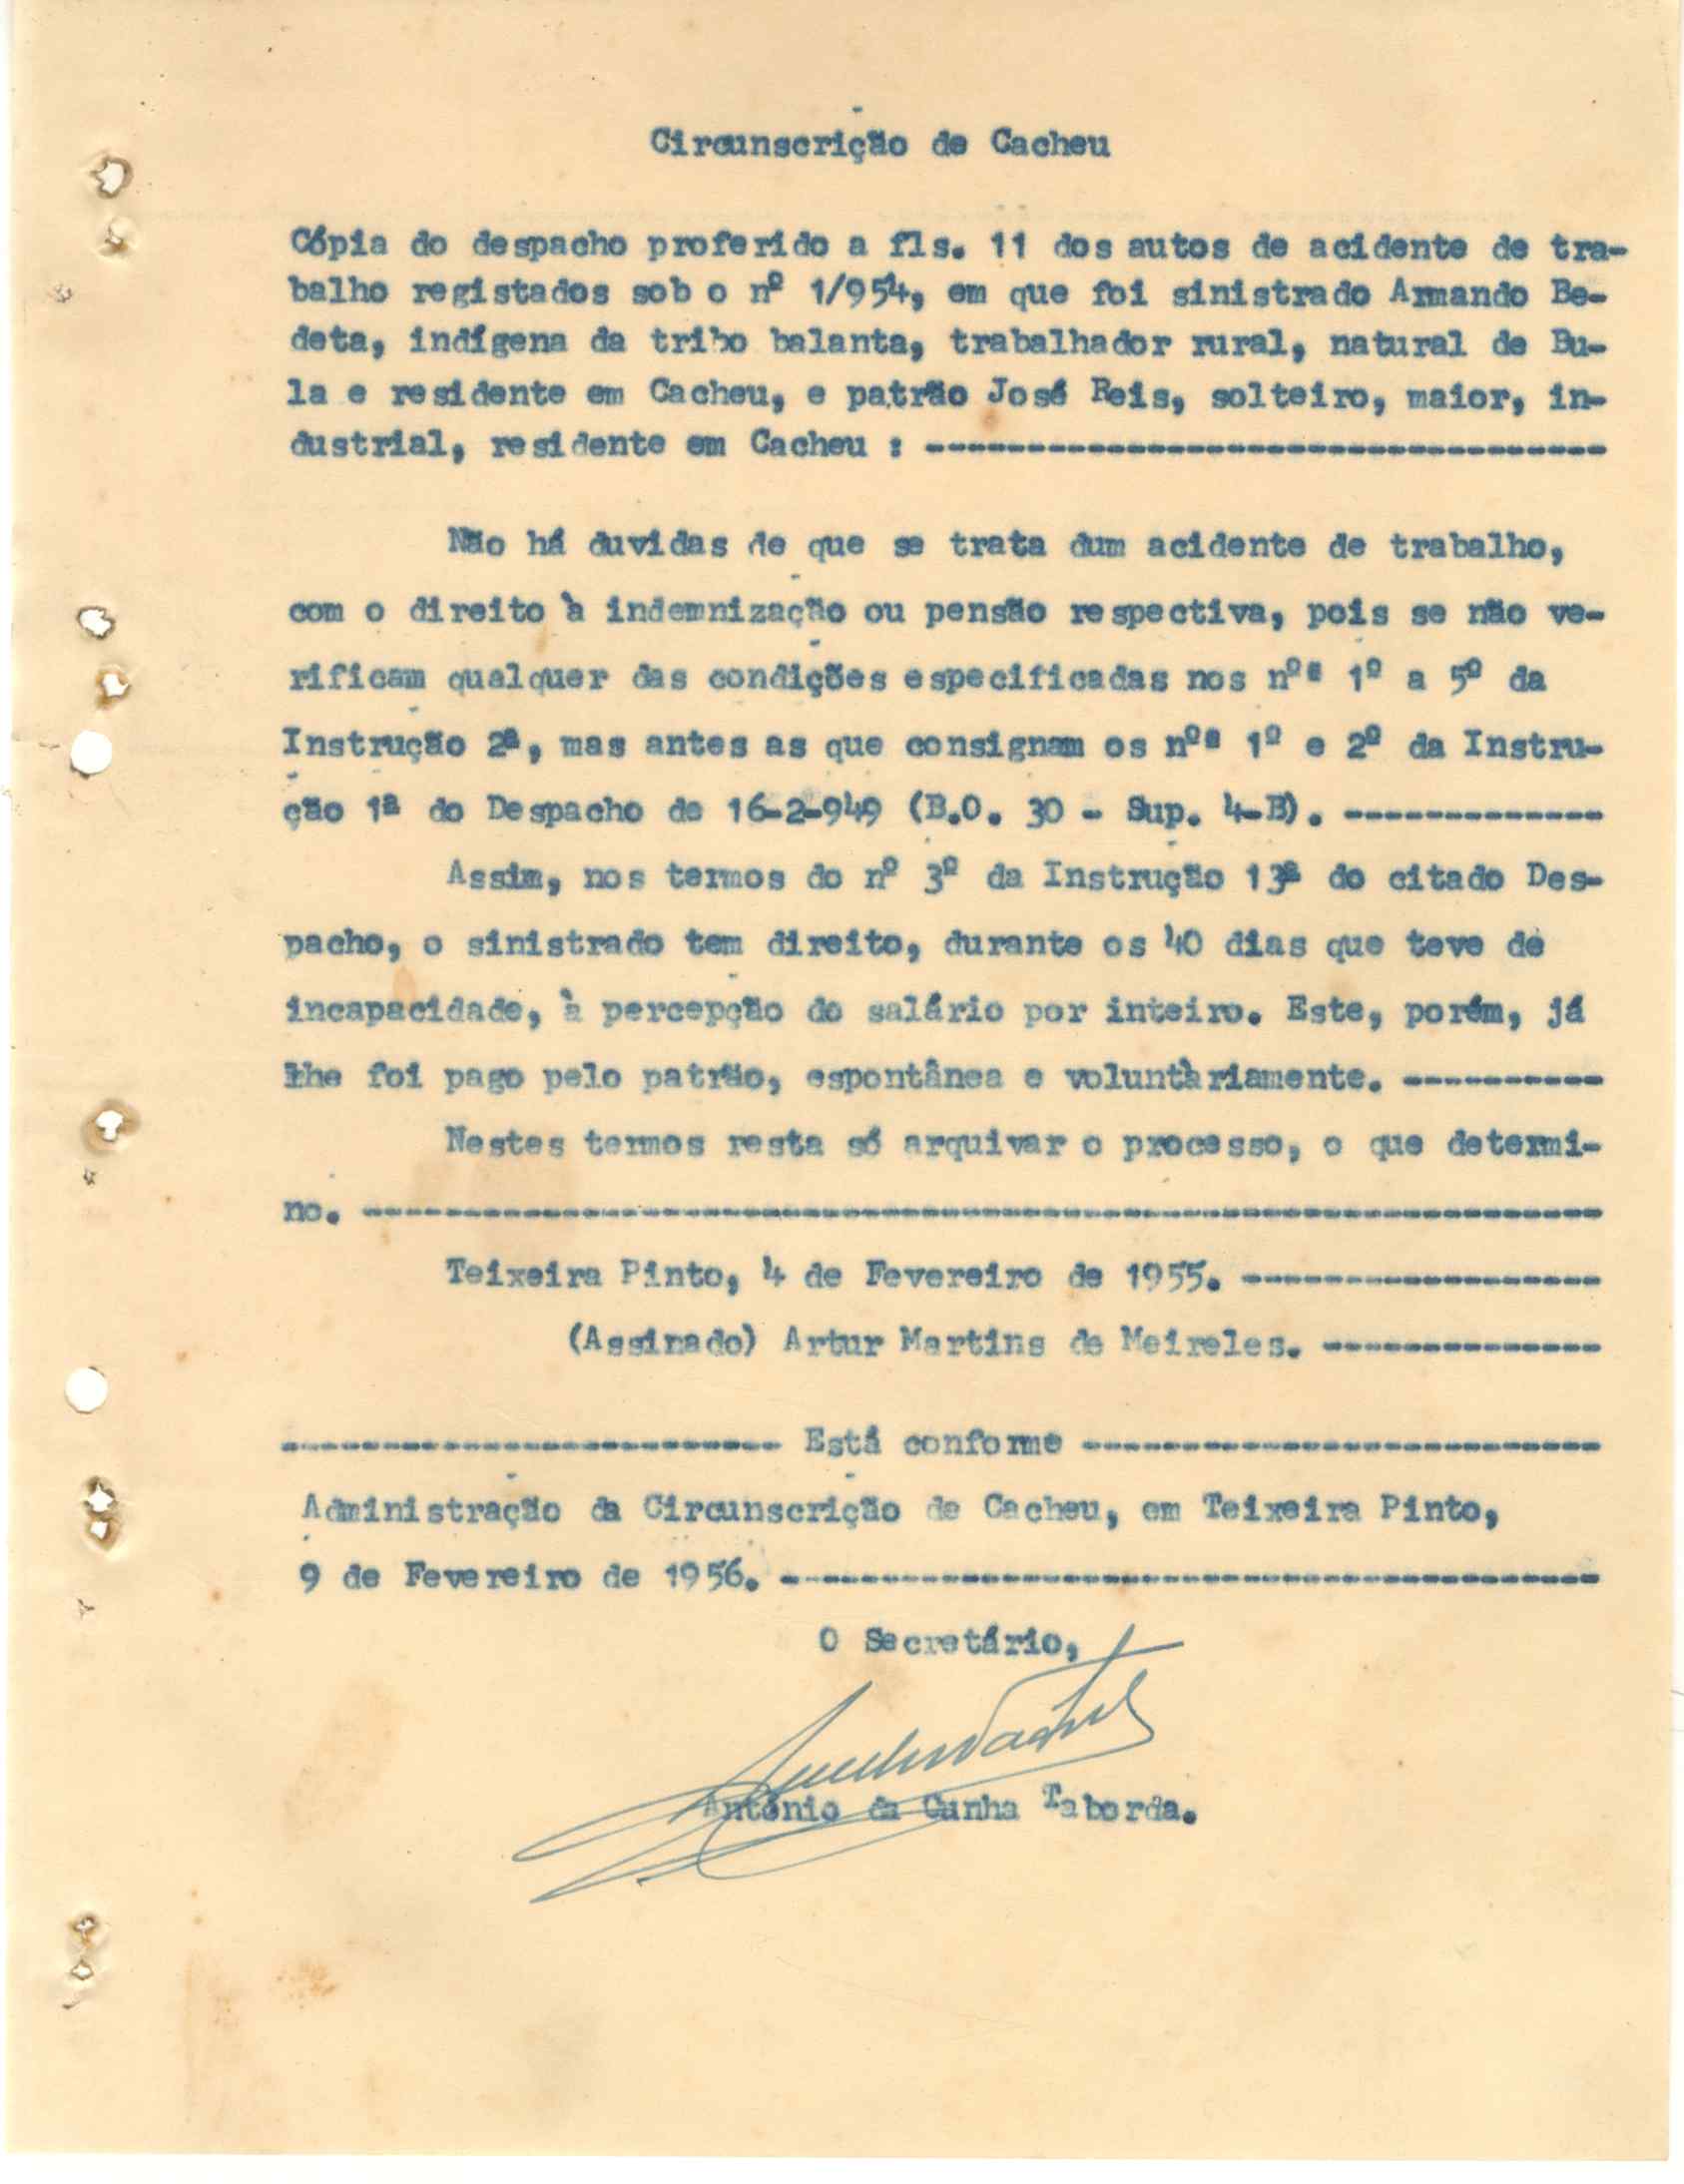 Circunscrição de Cacheu
Cópia do despacho proferido a fls. 11 dos autos de acidente de tra-
balho registados sob o nº 1/954, em que foi sinistrado Armando Be-
deta, indígena da tribo balanta, trabalhador rural, natural de Bu-
la e residente em Cacheu, e patrão José Reis, solteiro, maior, in-
dustrial, residente em Cacheu : ---------------------------------
Não há duvidas de que se trata dum acidente de trabalho,
com o direito à indemnização ou pensão respectiva, pois se não ve-
rificam qualquer das condições especificadas nos nºs 1º a 5º da
Instrução 2ª, mas antes as que consignam os nºs 1º e 2º da Instru-
ção 1ª do Despacho de 16-2-949 (B.O. 30 - Sup. 4-B). -------------
Assim, nos termos do nº 3º da Instrução 13ª do citado Des-
pacho, o sinistrado tem direito, durante os 40 dias que teve de
incapacidade, à percepção do salário por inteiro. Este, porém, já
lhe foi pago pelo patrão, espontânea e voluntàriamente. ----------
Nestes termos resta só arquivar o processo, o que determi-
no. -------------------------------------------------------------
Teixeira Pinto, 4 de Fevereiro de 1955. ------------------
(Assinado) Artur Martins de Meireles. --------------
------------------------- Está conforme --------------------------
Administração da Circunscrição de Cacheu, em Teixeira Pinto,
9 de Fevereiro de 1956. -----------------------------------------
O Secretário,
António da Cunha Taborda.